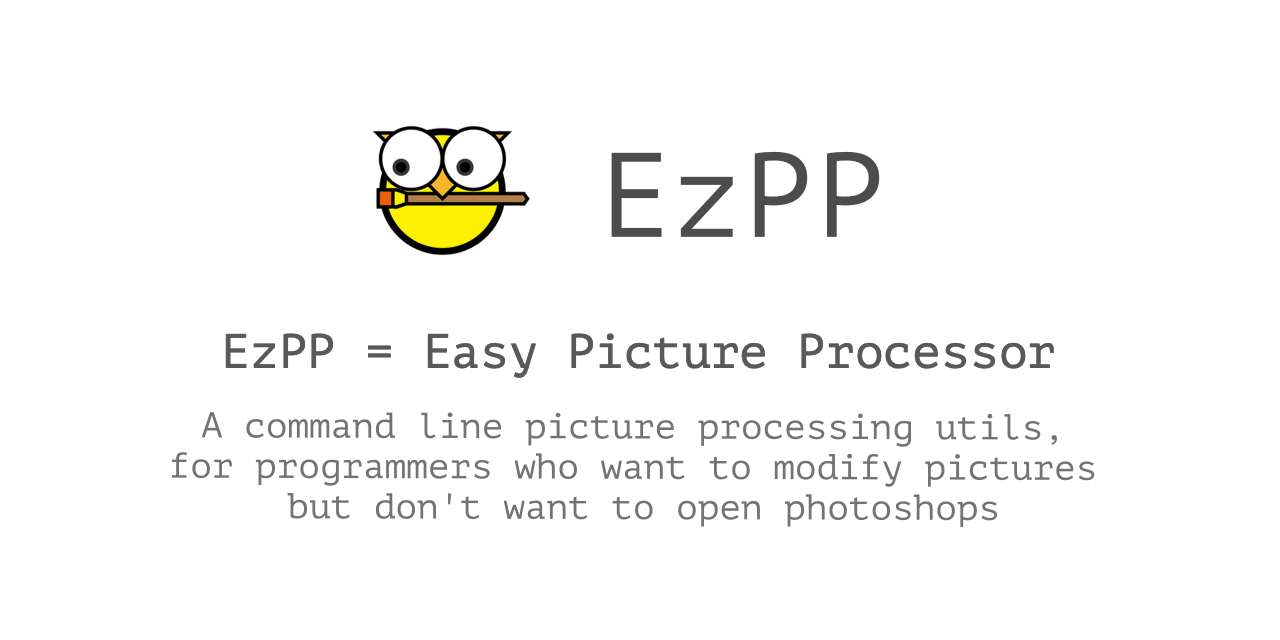 EzPP
EzPP = Easy Picture Processor
A command line picture processing utils,
for programmers who want to modify pictures
but don't want to open photoshops